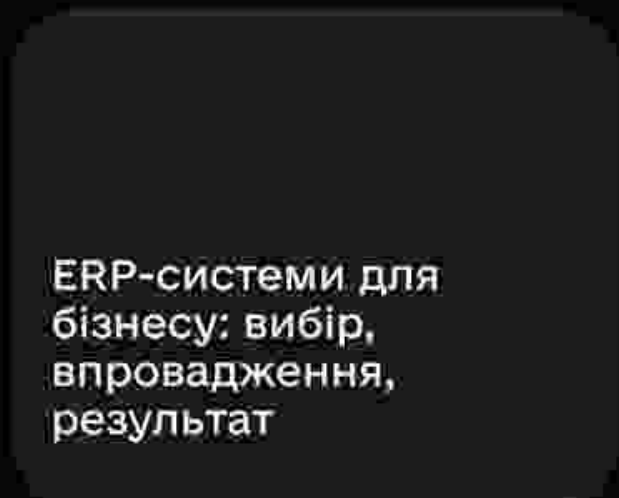 ERP-системи для
бізнесу: вибір,
впровадження,
результат